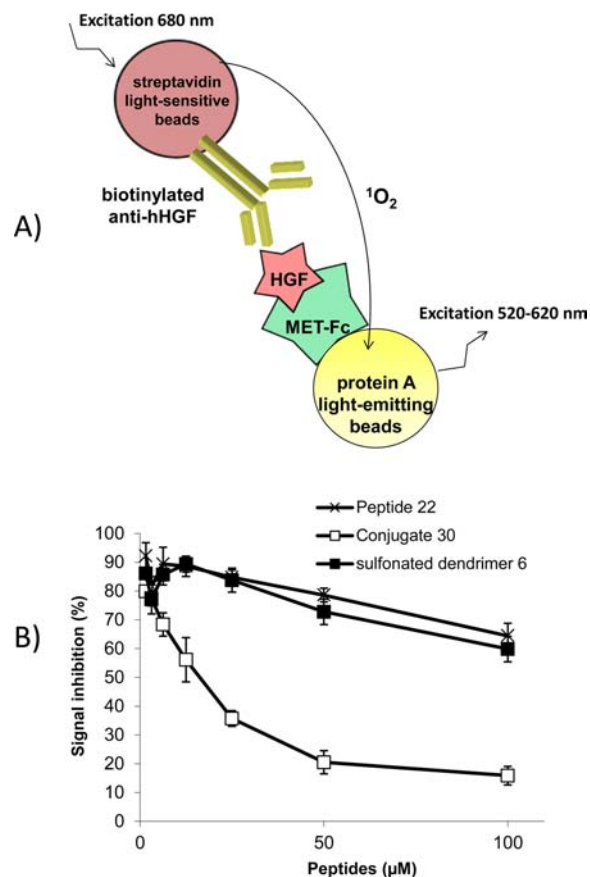 Excitation 680 nm
streptavidin
light-sensitive
beads
biotinylated
anti-hHGF
¹O₂
A)
HGF
MET-Fc
Excitation 520-620 nm
protein A
light-emitting
beads
Peptide 22
Conjugate 30
sulfonated dendrimer 6
B)
Signal inhibition (%)
100
90
80
70
60
50
40
30
20
10
0
0
50
100
Peptides (µM)